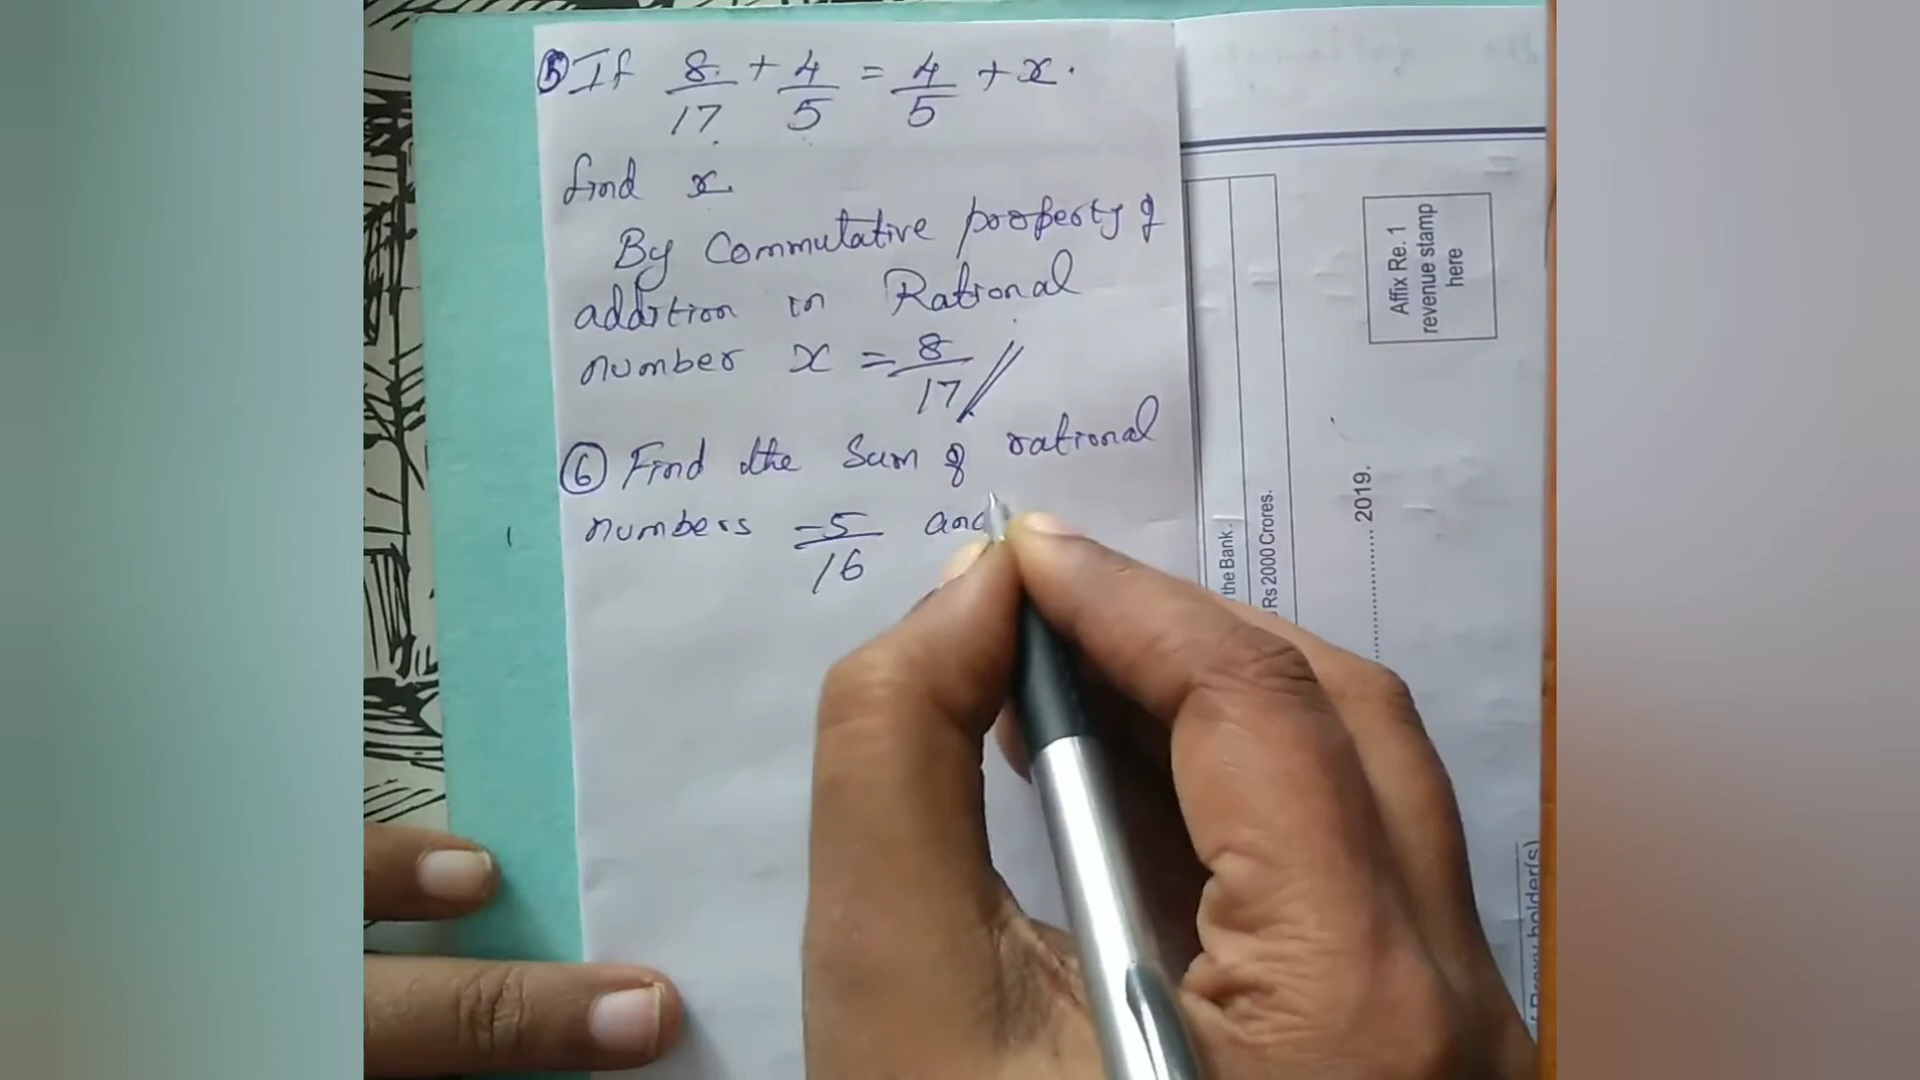 ⑤ If 8/17 + 4/5 = 4/5 + x.
find x.
By Commutative property of
addition in Rational
number x = 8/17 //
⑥ Find the Sum of rational
numbers -5/16 and
Affix Re. 1
revenue stamp
here
2019.
the Bank.
Rs 2000 Crores.
Proxy holder(s)